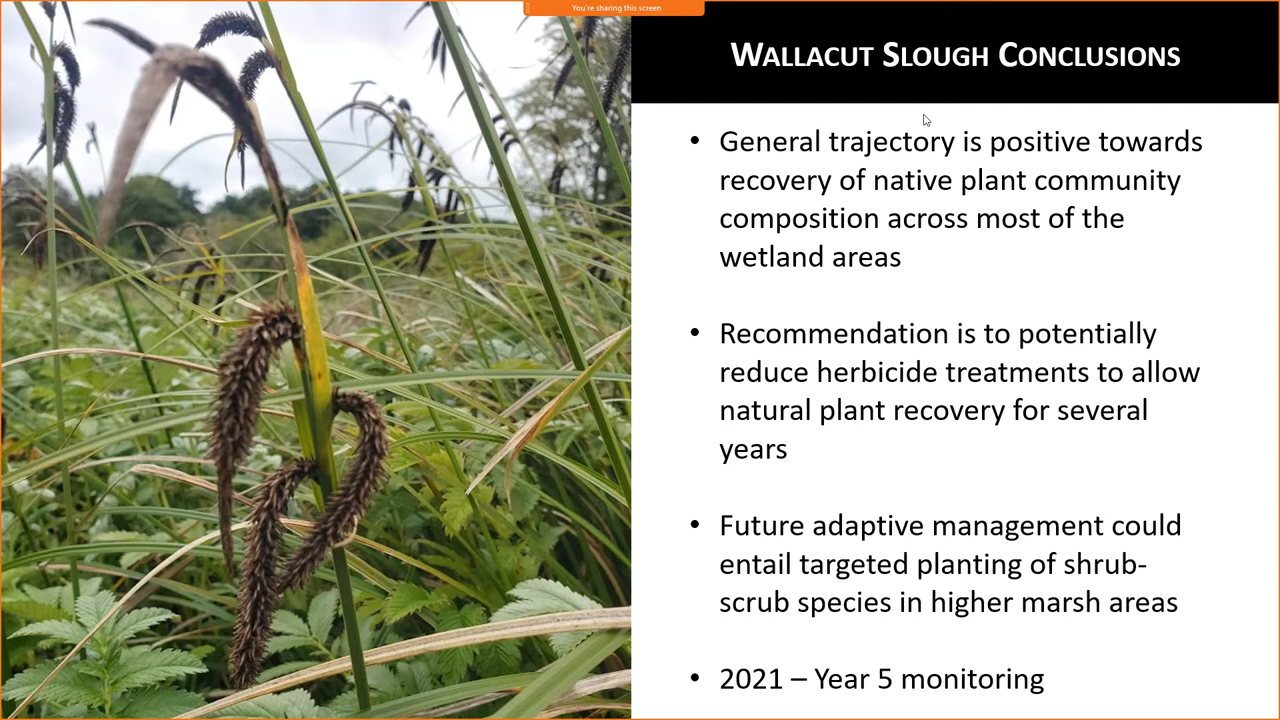 You're sharing this screen
WALLACUT SLOUGH CONCLUSIONS
• General trajectory is positive towards
recovery of native plant community
composition across most of the
wetland areas
• Recommendation is to potentially
reduce herbicide treatments to allow
natural plant recovery for several
years
• Future adaptive management could
entail targeted planting of shrub-
scrub species in higher marsh areas
• 2021 – Year 5 monitoring